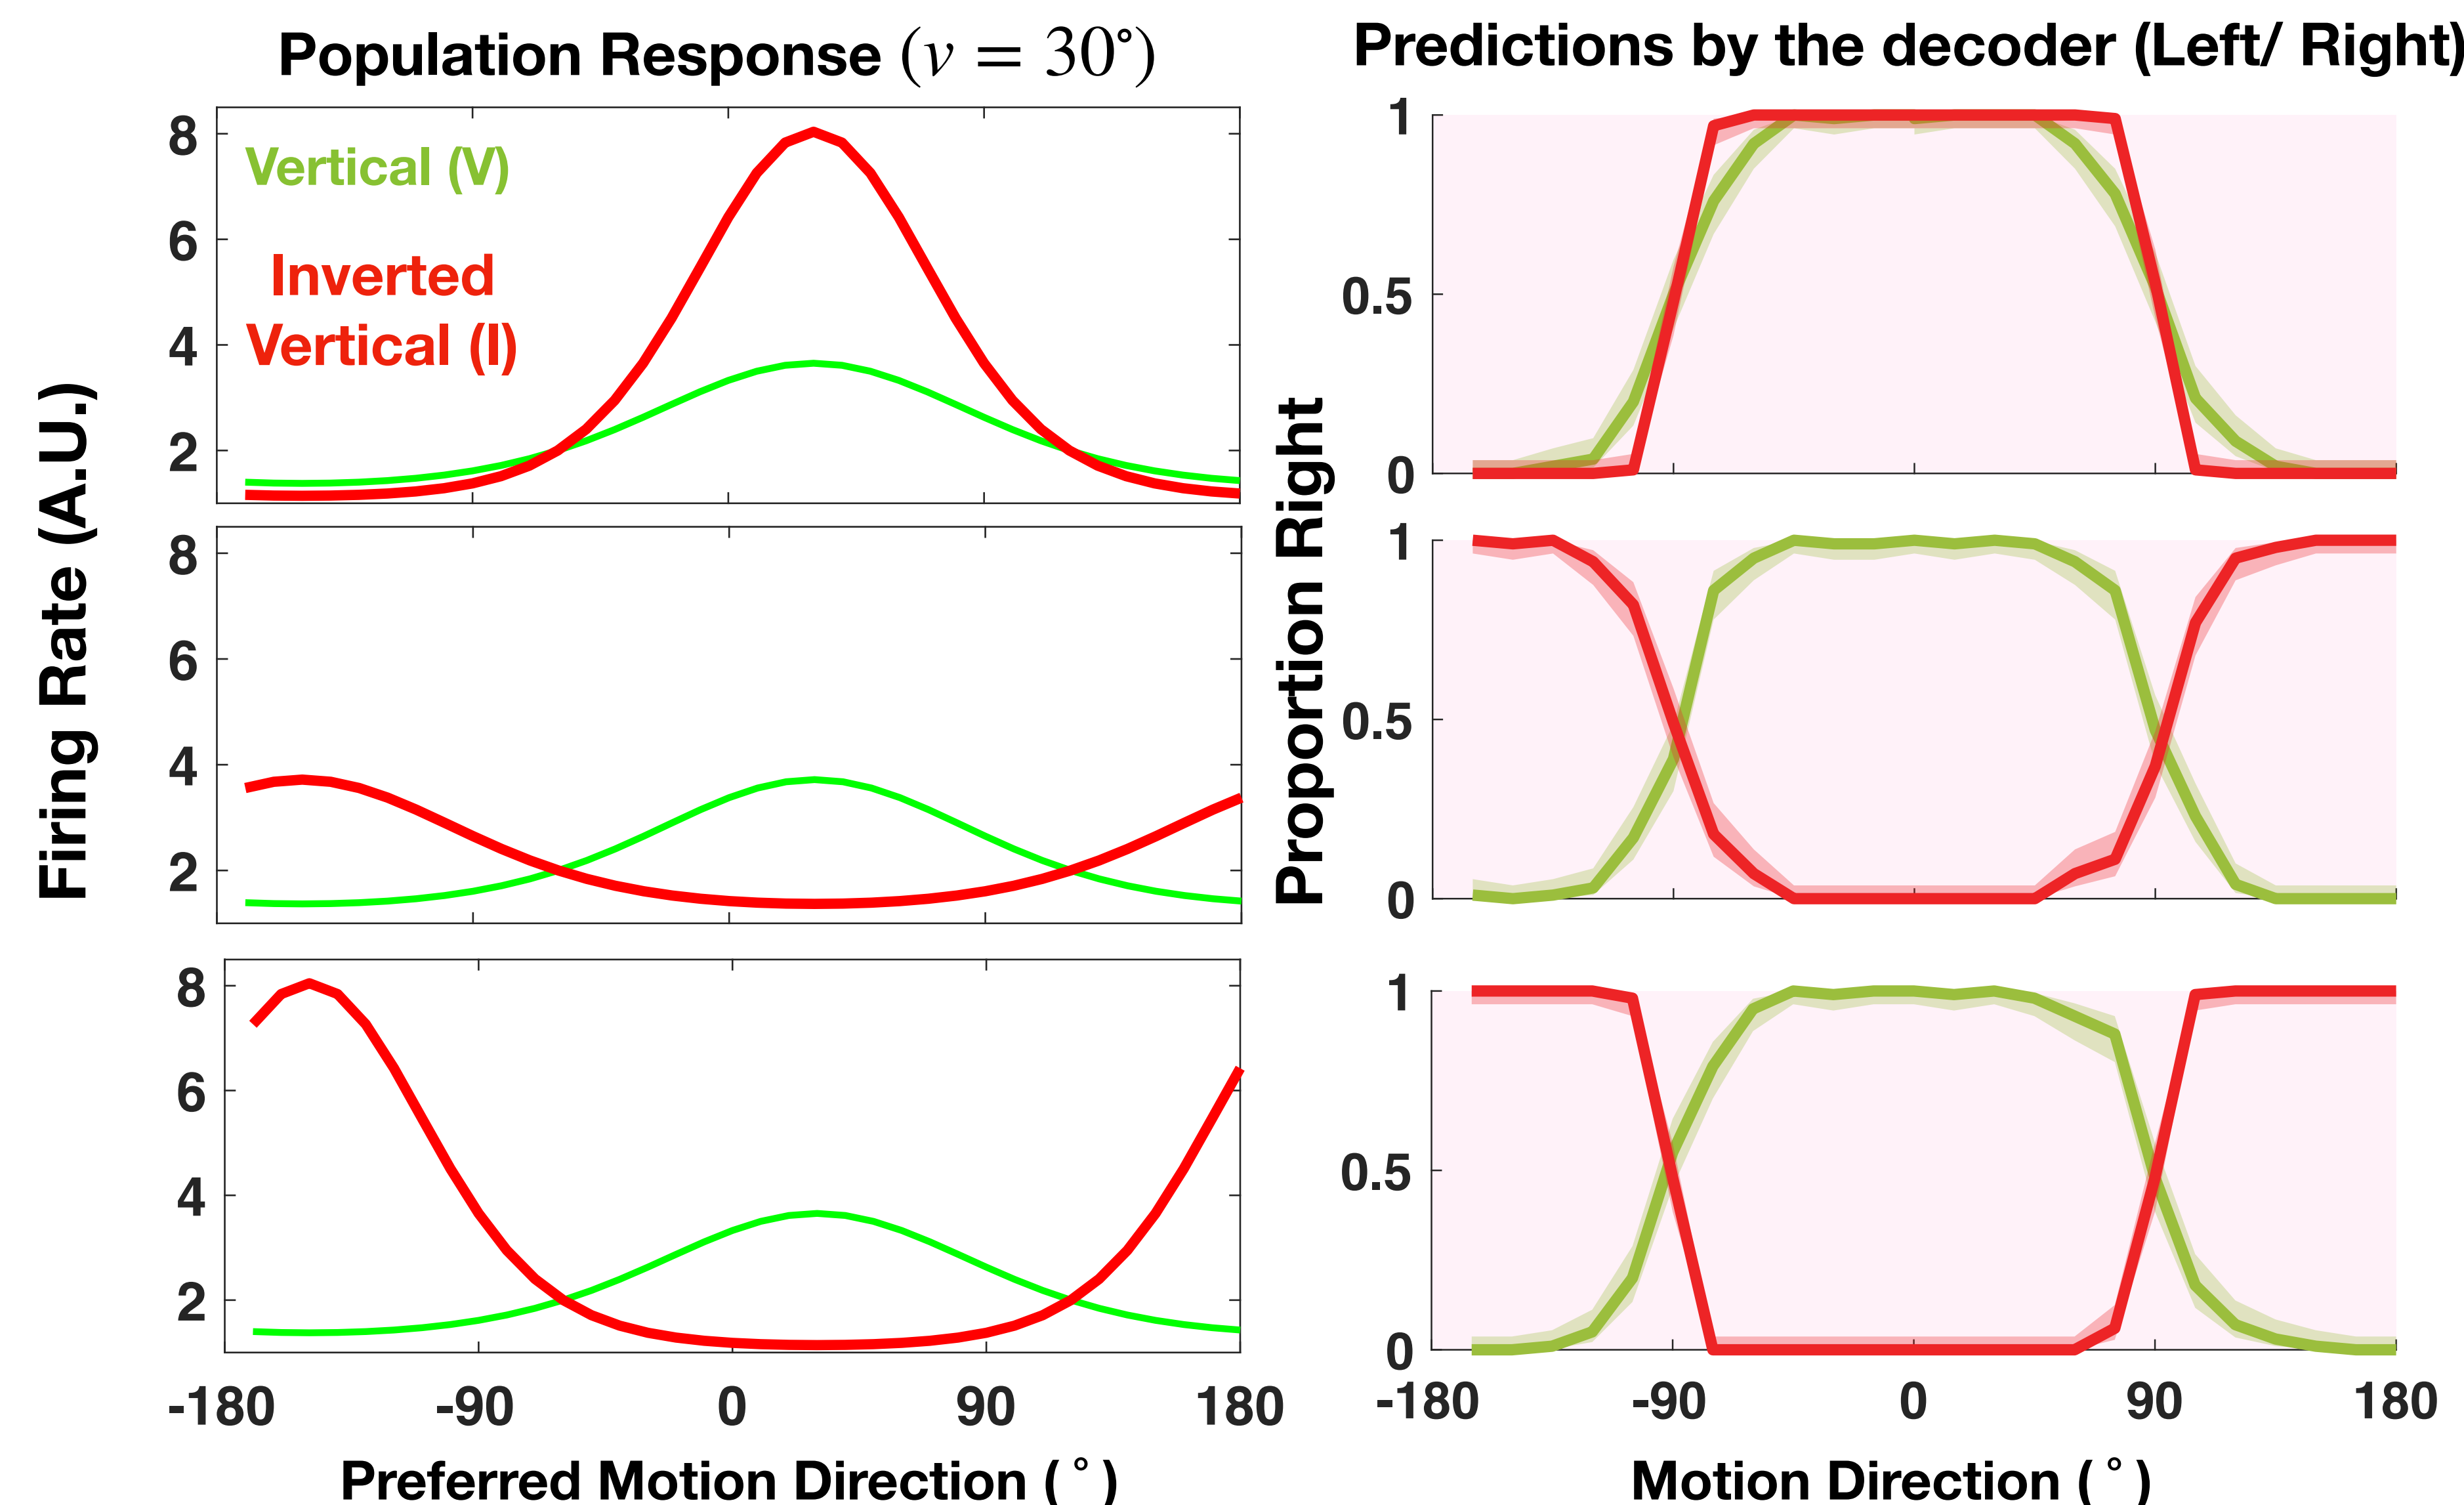 Population Response (v = 30°)
Predictions by the decoder (Left/ Right)
Firing Rate (A.U.)
8
6
4
2
Vertical (V)
Inverted
Vertical (I)
8
6
4
2
8
6
4
2
-180 -90 0 90 180
Preferred Motion Direction (°)
Proportion Right
1
0.5
0
1
0.5
0
1
0.5
0
-180 -90 0 90 180
Motion Direction (°)